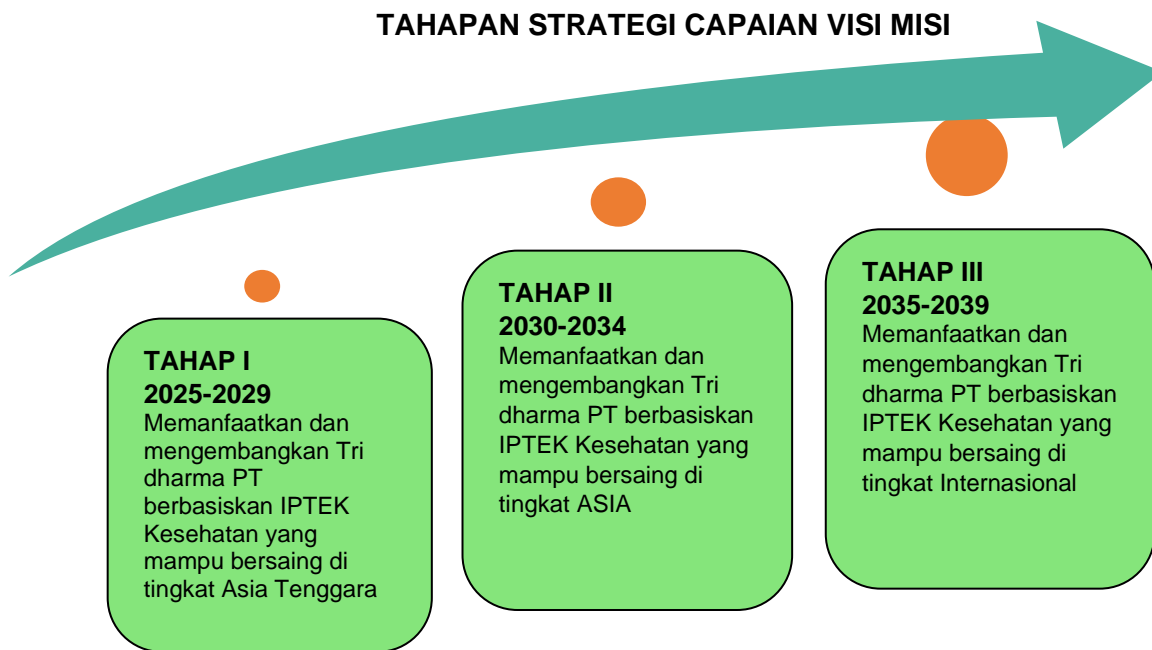 TAHAPAN STRATEGI CAPAIAN VISI MISI
TAHAP I
2025-2029
Memanfaatkan dan
mengembangkan Tri
dharma PT
berbasiskan IPTEK
Kesehatan yang
mampu bersaing di
tingkat Asia Tenggara
TAHAP II
2030-2034
Memanfaatkan dan
mengembangkan Tri
dharma PT berbasiskan
IPTEK Kesehatan yang
mampu bersaing di
tingkat ASIA
TAHAP III
2035-2039
Memanfaatkan dan
mengembangkan Tri
dharma PT berbasiskan
IPTEK Kesehatan yang
mampu bersaing di
tingkat Internasional